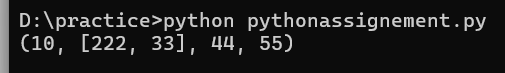 D:\practice>python pythonassignement.py
(10, [222, 33], 44, 55)